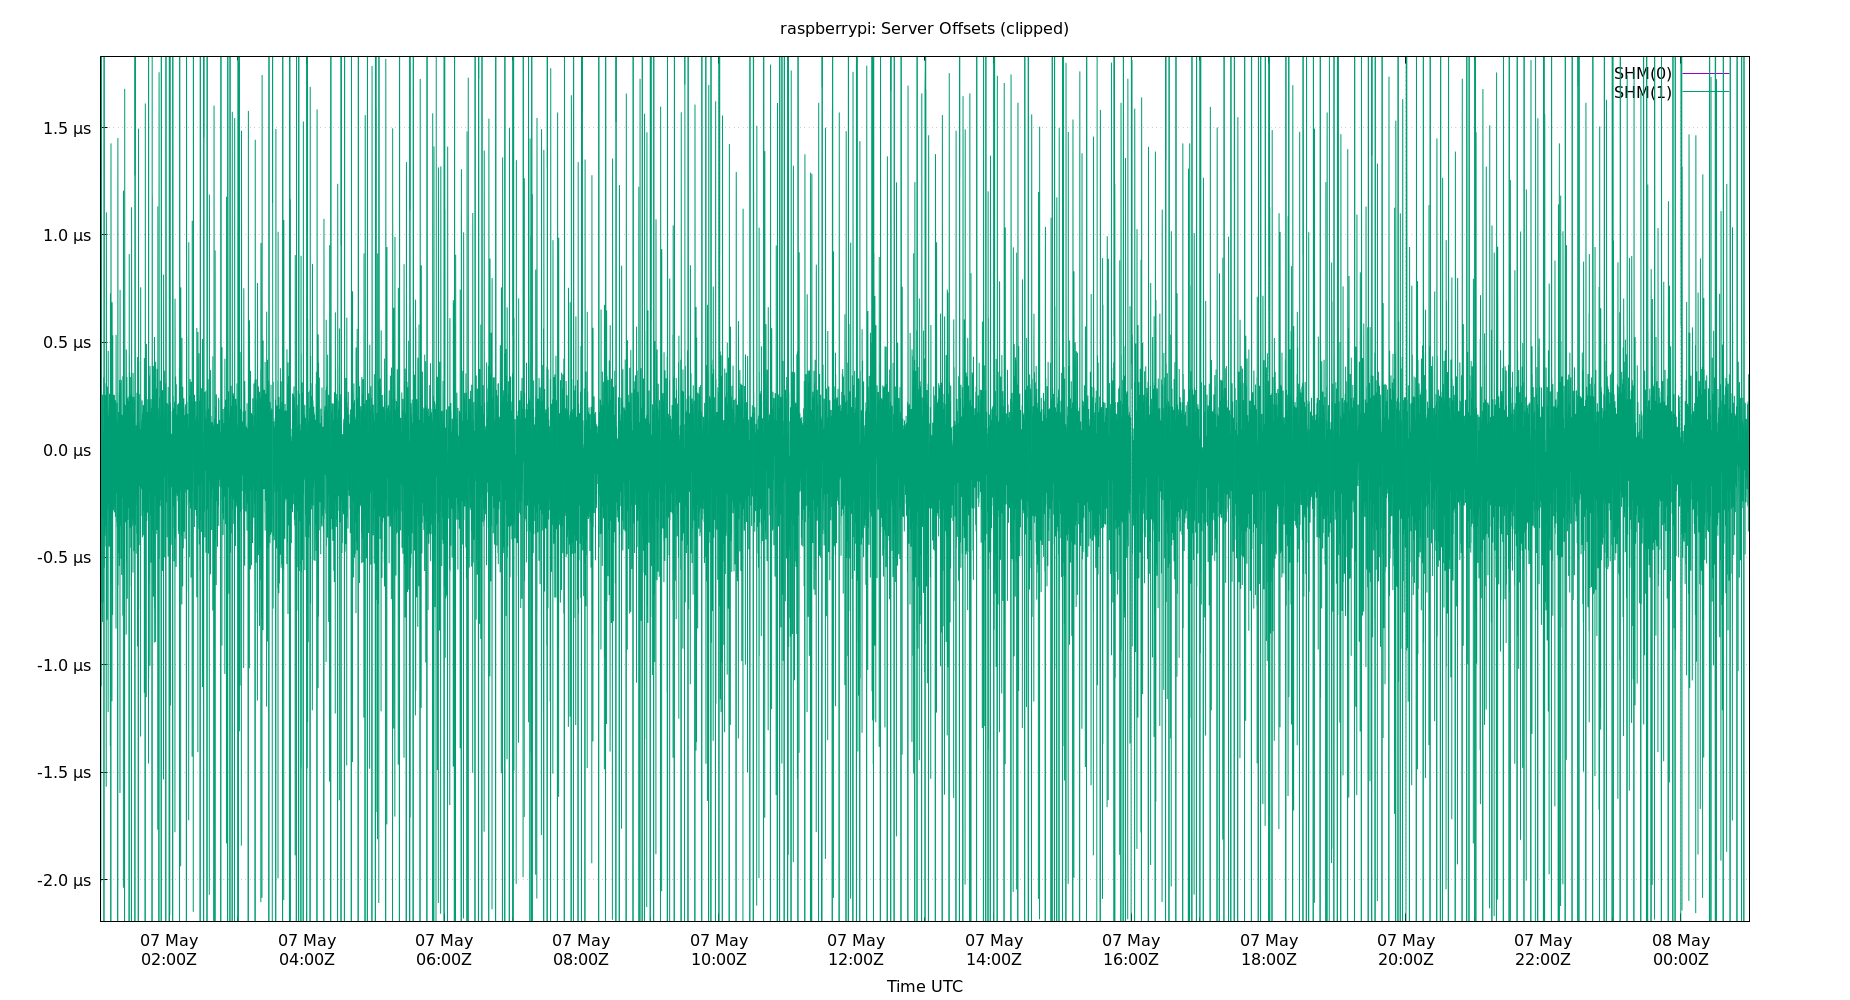 raspberrypi: Server Offsets (clipped)
SHM(0)
SHM(1)
1.5 µs
1.0 µs
0.5 µs
0.0 µs
-0.5 µs
-1.0 µs
-1.5 µs
-2.0 µs
07 May 07 May 07 May 07 May 07 May 07 May 07 May 07 May 07 May 07 May 07 May 08 May
02:00Z 04:00Z 06:00Z 08:00Z 10:00Z 12:00Z 14:00Z 16:00Z 18:00Z 20:00Z 22:00Z 00:00Z
Time UTC